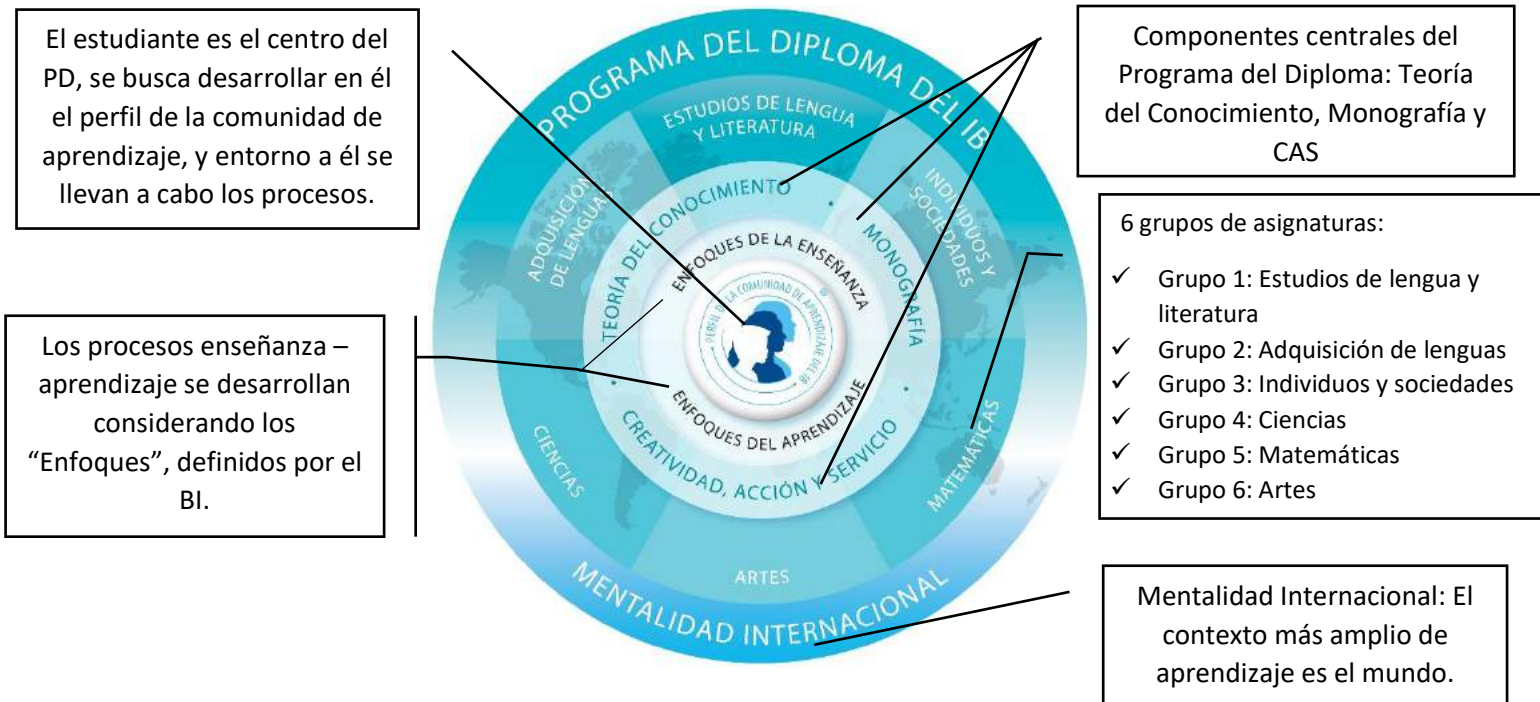 El estudiante es el centro del
PD, se busca desarrollar en él
el perfil de la comunidad de
aprendizaje, y entorno a él se
llevan a cabo los procesos.
Los procesos enseñanza –
aprendizaje se desarrollan
considerando los
“Enfoques”, definidos por el
BI.
PROGRAMA DEL DIPLOMA DEL IB
ESTUDIOS DE LENGUA
Y LITERATURA
ADQUISICIÓN
DE LENGUAS
INDIVIDUOS Y
SOCIEDADES
TEORÍA DEL CONOCIMIENTO
MONOGRAFÍA
ENFOQUES DE LA ENSEÑANZA
PERFIL DE LA COMUNIDAD DE APRENDIZAJE DEL IB
ENFOQUES DEL APRENDIZAJE
CREATIVIDAD, ACCIÓN Y SERVICIO
CIENCIAS
MATEMÁTICAS
ARTES
MENTALIDAD INTERNACIONAL
Componentes centrales del
Programa del Diploma: Teoría
del Conocimiento, Monografía y
CAS
6 grupos de asignaturas:
✓ Grupo 1: Estudios de lengua y
literatura
✓ Grupo 2: Adquisición de lenguas
✓ Grupo 3: Individuos y sociedades
✓ Grupo 4: Ciencias
✓ Grupo 5: Matemáticas
✓ Grupo 6: Artes
Mentalidad Internacional: El
contexto más amplio de
aprendizaje es el mundo.